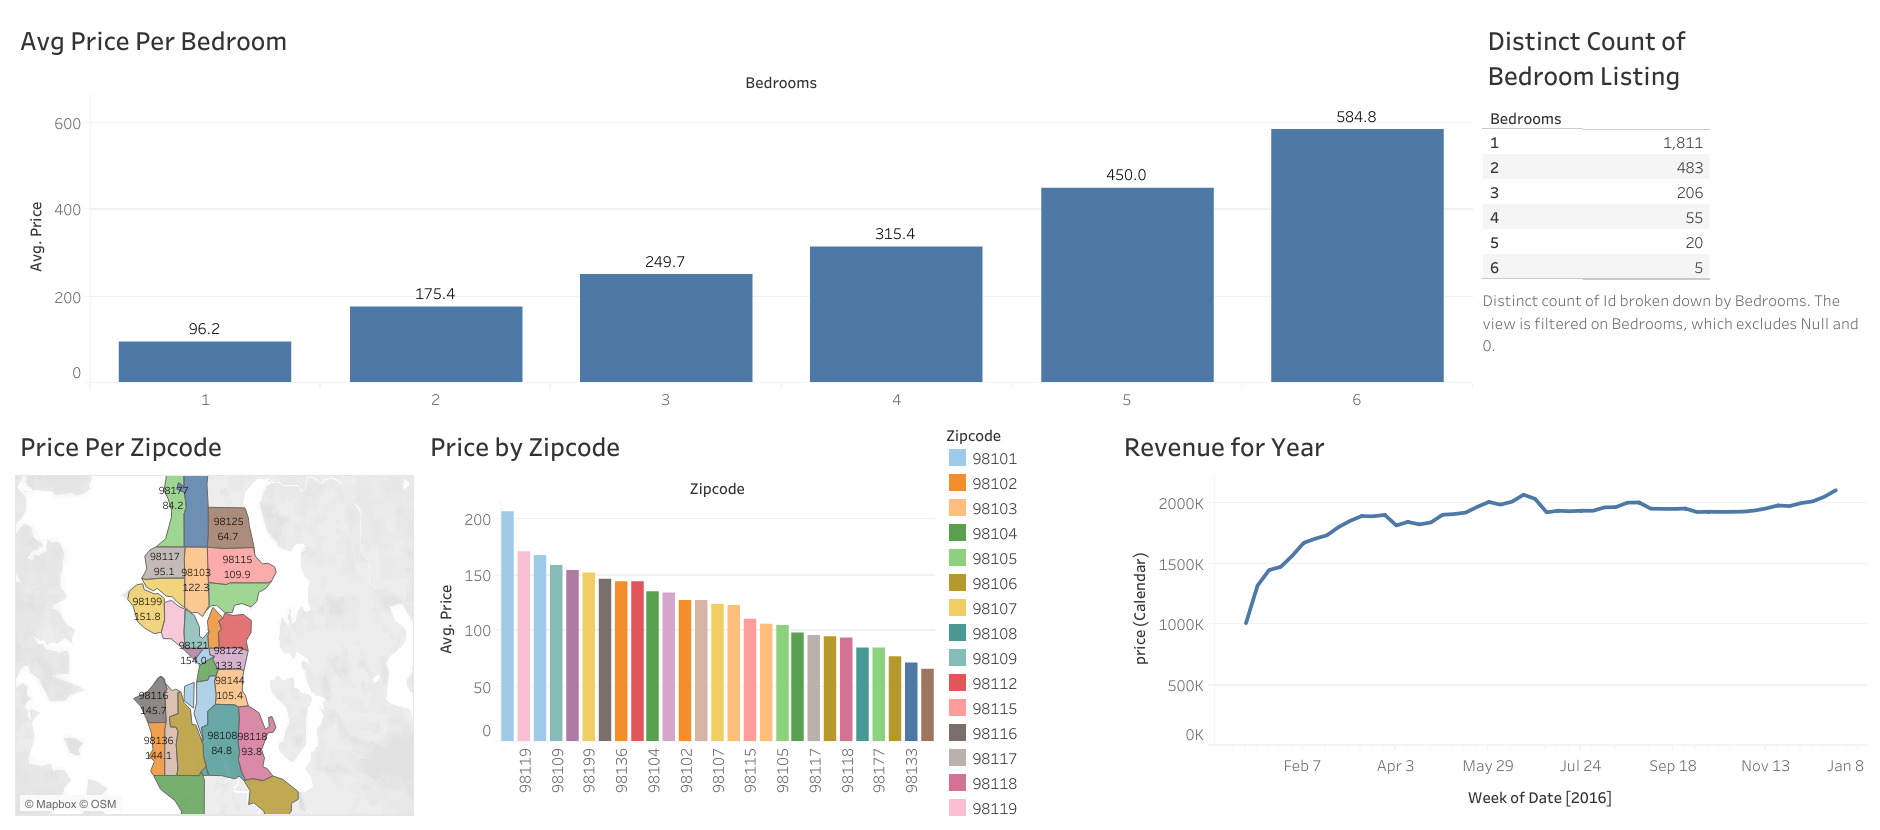 Avg Price Per Bedroom
Bedrooms
Avg. Price
600
400
200
0
96.2
175.4
249.7
315.4
450.0
584.8
1
2
3
4
5
6
Distinct Count of
Bedroom Listing
Bedrooms
1 1,811
2 483
3 206
4 55
5 20
6 5
Distinct count of Id broken down by Bedrooms. The
view is filtered on Bedrooms, which excludes Null and
0.
Price Per Zipcode
98177
84.2
98125
64.7
98117
95.1
98103
122.3
98115
109.9
98199
151.8
98121
154.0
98122
133.3
98144
105.4
98116
145.7
98136
144.1
98108
84.8
98118
93.8
© Mapbox © OSM
Price by Zipcode
Zipcode
Avg. Price
200
150
100
50
0
98119
98109
98199
98136
98104
98102
98107
98115
98105
98117
98118
98177
98133
Zipcode
98101
98102
98103
98104
98105
98106
98107
98108
98109
98112
98115
98116
98117
98118
98119
Revenue for Year
price (Calendar)
2000K
1500K
1000K
500K
0K
Feb 7
Apr 3
May 29
Jul 24
Sep 18
Nov 13
Jan 8
Week of Date [2016]